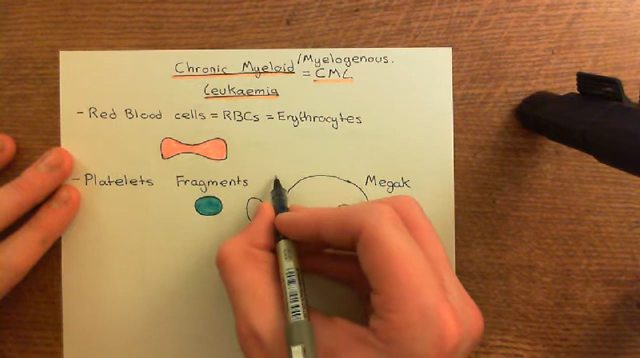 Chronic Myeloid/Myelogenous.
= CML
Leukaemia
- Red Blood cells = RBCs = Erythrocytes
- Platelets Fragments Megak